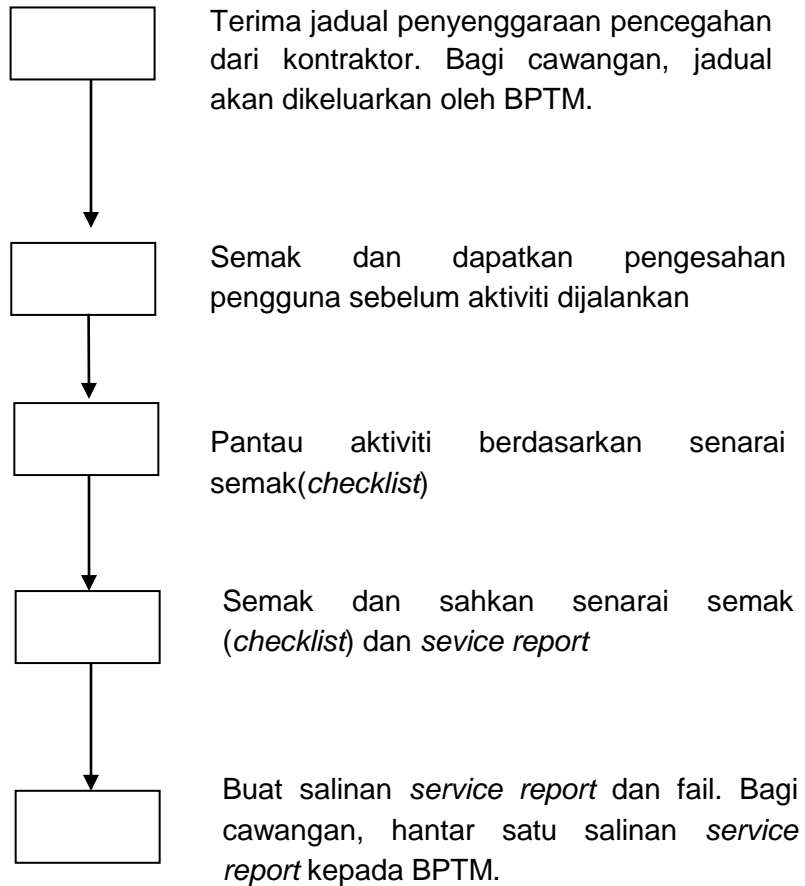 Terima jadual penyenggaraan pencegahan
dari kontraktor. Bagi cawangan, jadual
akan dikeluarkan oleh BPTM.
Semak dan dapatkan pengesahan
pengguna sebelum aktiviti dijalankan
Pantau aktiviti berdasarkan senarai
semak(checklist)
Semak dan sahkan senarai semak
(checklist) dan sevice report
Buat salinan service report dan fail. Bagi
cawangan, hantar satu salinan service
report kepada BPTM.